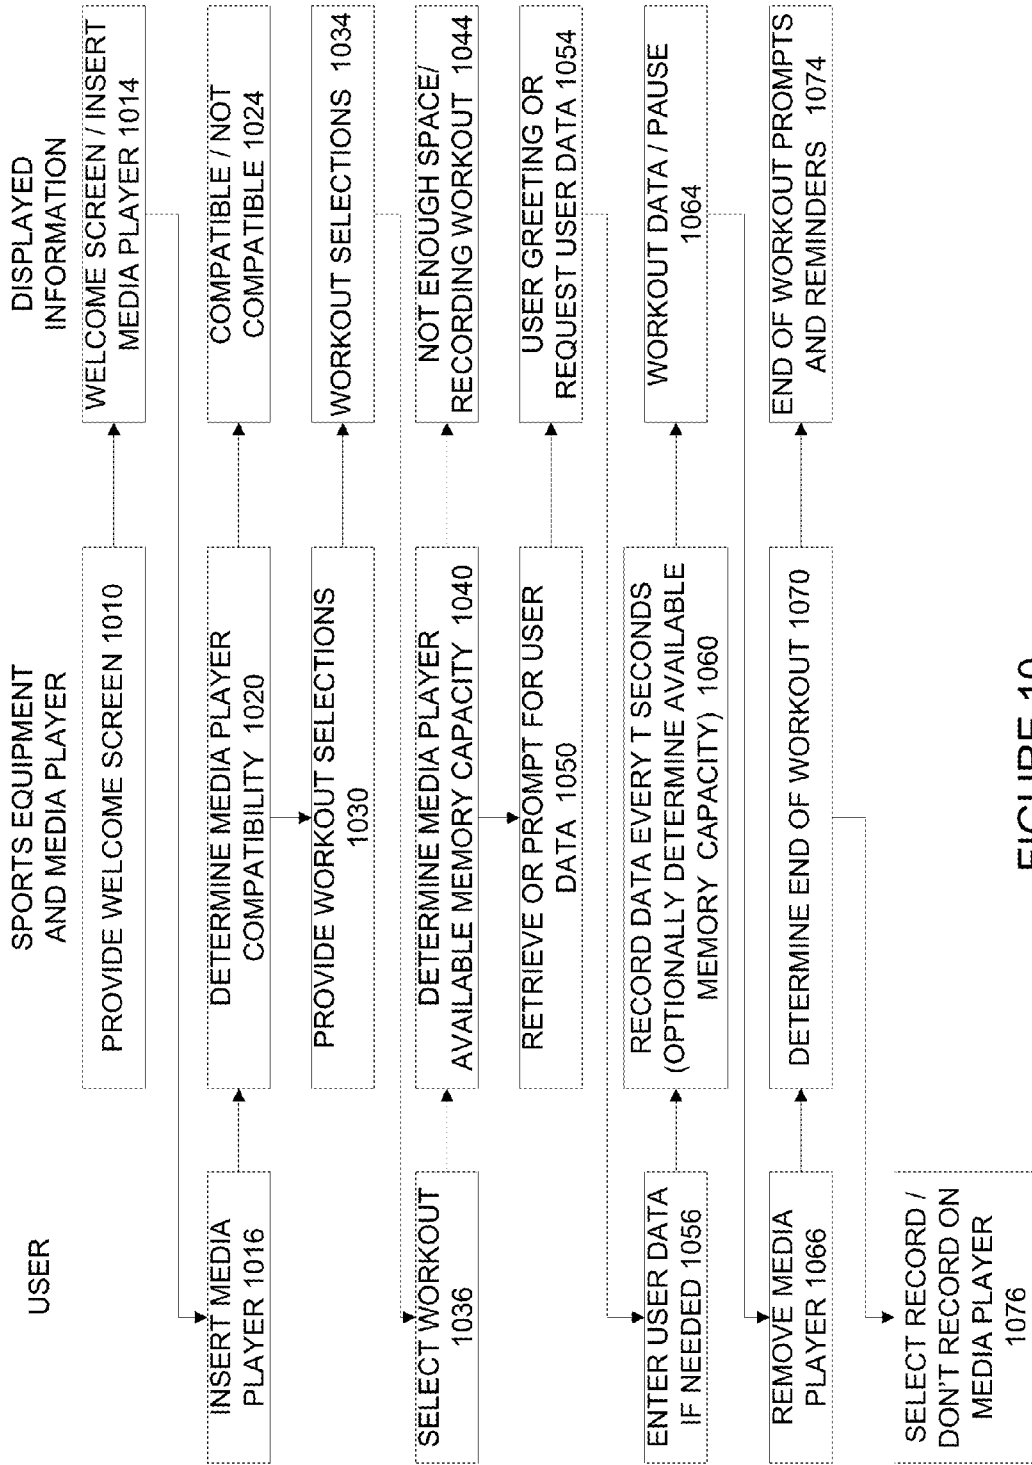 USER
SPORTS EQUIPMENT
AND MEDIA PLAYER
DISPLAYED
INFORMATION
PROVIDE WELCOME SCREEN 1010
WELCOME SCREEN / INSERT
MEDIA PLAYER 1014
INSERT MEDIA
PLAYER 1016
DETERMINE MEDIA PLAYER
COMPATIBILITY 1020
COMPATIBLE / NOT
COMPATIBLE 1024
PROVIDE WORKOUT SELECTIONS
1030
WORKOUT SELECTIONS 1034
SELECT WORKOUT
1036
DETERMINE MEDIA PLAYER
AVAILABLE MEMORY CAPACITY 1040
NOT ENOUGH SPACE/
RECORDING WORKOUT 1044
RETRIEVE OR PROMPT FOR USER
DATA 1050
USER GREETING OR
REQUEST USER DATA 1054
ENTER USER DATA
IF NEEDED 1056
RECORD DATA EVERY T SECONDS
(OPTIONALLY DETERMINE AVAILABLE
MEMORY CAPACITY) 1060
WORKOUT DATA / PAUSE
1064
REMOVE MEDIA
PLAYER 1066
DETERMINE END OF WORKOUT 1070
END OF WORKOUT PROMPTS
AND REMINDERS 1074
SELECT RECORD /
DON'T RECORD ON
MEDIA PLAYER
1076
FIGURE 10